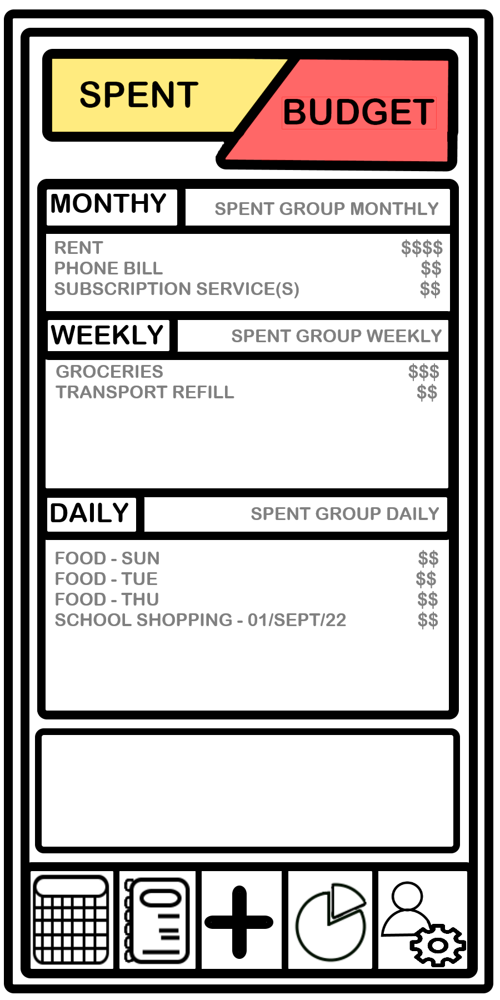 SPENT
BUDGET
MONTHY
SPENT GROUP MONTHLY
RENT $$$$
PHONE BILL $$
SUBSCRIPTION SERVICE(S) $$
WEEKLY
SPENT GROUP WEEKLY
GROCERIES $$$
TRANSPORT REFILL $$
DAILY
SPENT GROUP DAILY
FOOD - SUN $$
FOOD - TUE $$
FOOD - THU $$
SCHOOL SHOPPING - 01/SEPT/22 $$